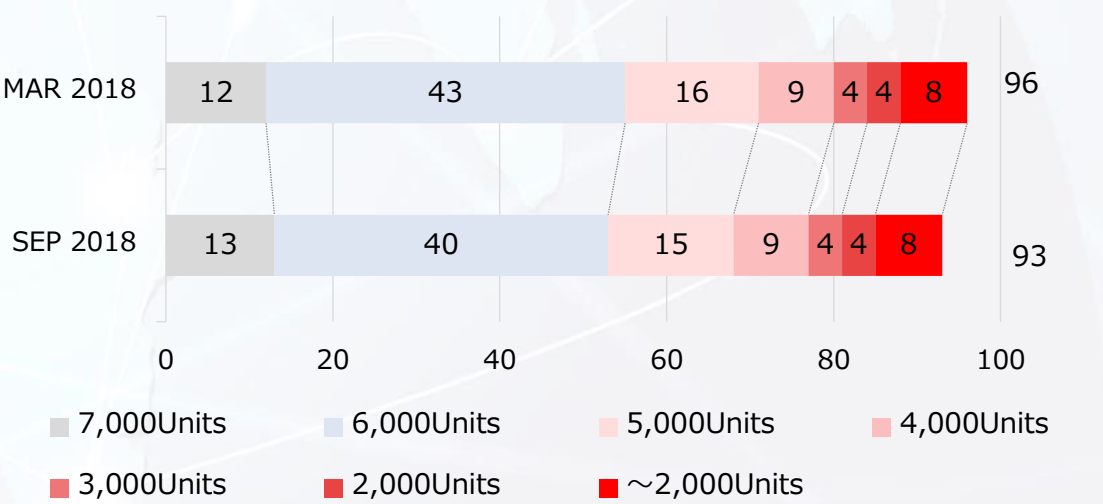 MAR 2018 12 43 16 9 4 4 8 96
SEP 2018 13 40 15 9 4 4 8 93
0 20 40 60 80 100
7,000Units 6,000Units 5,000Units 4,000Units
3,000Units 2,000Units ～2,000Units